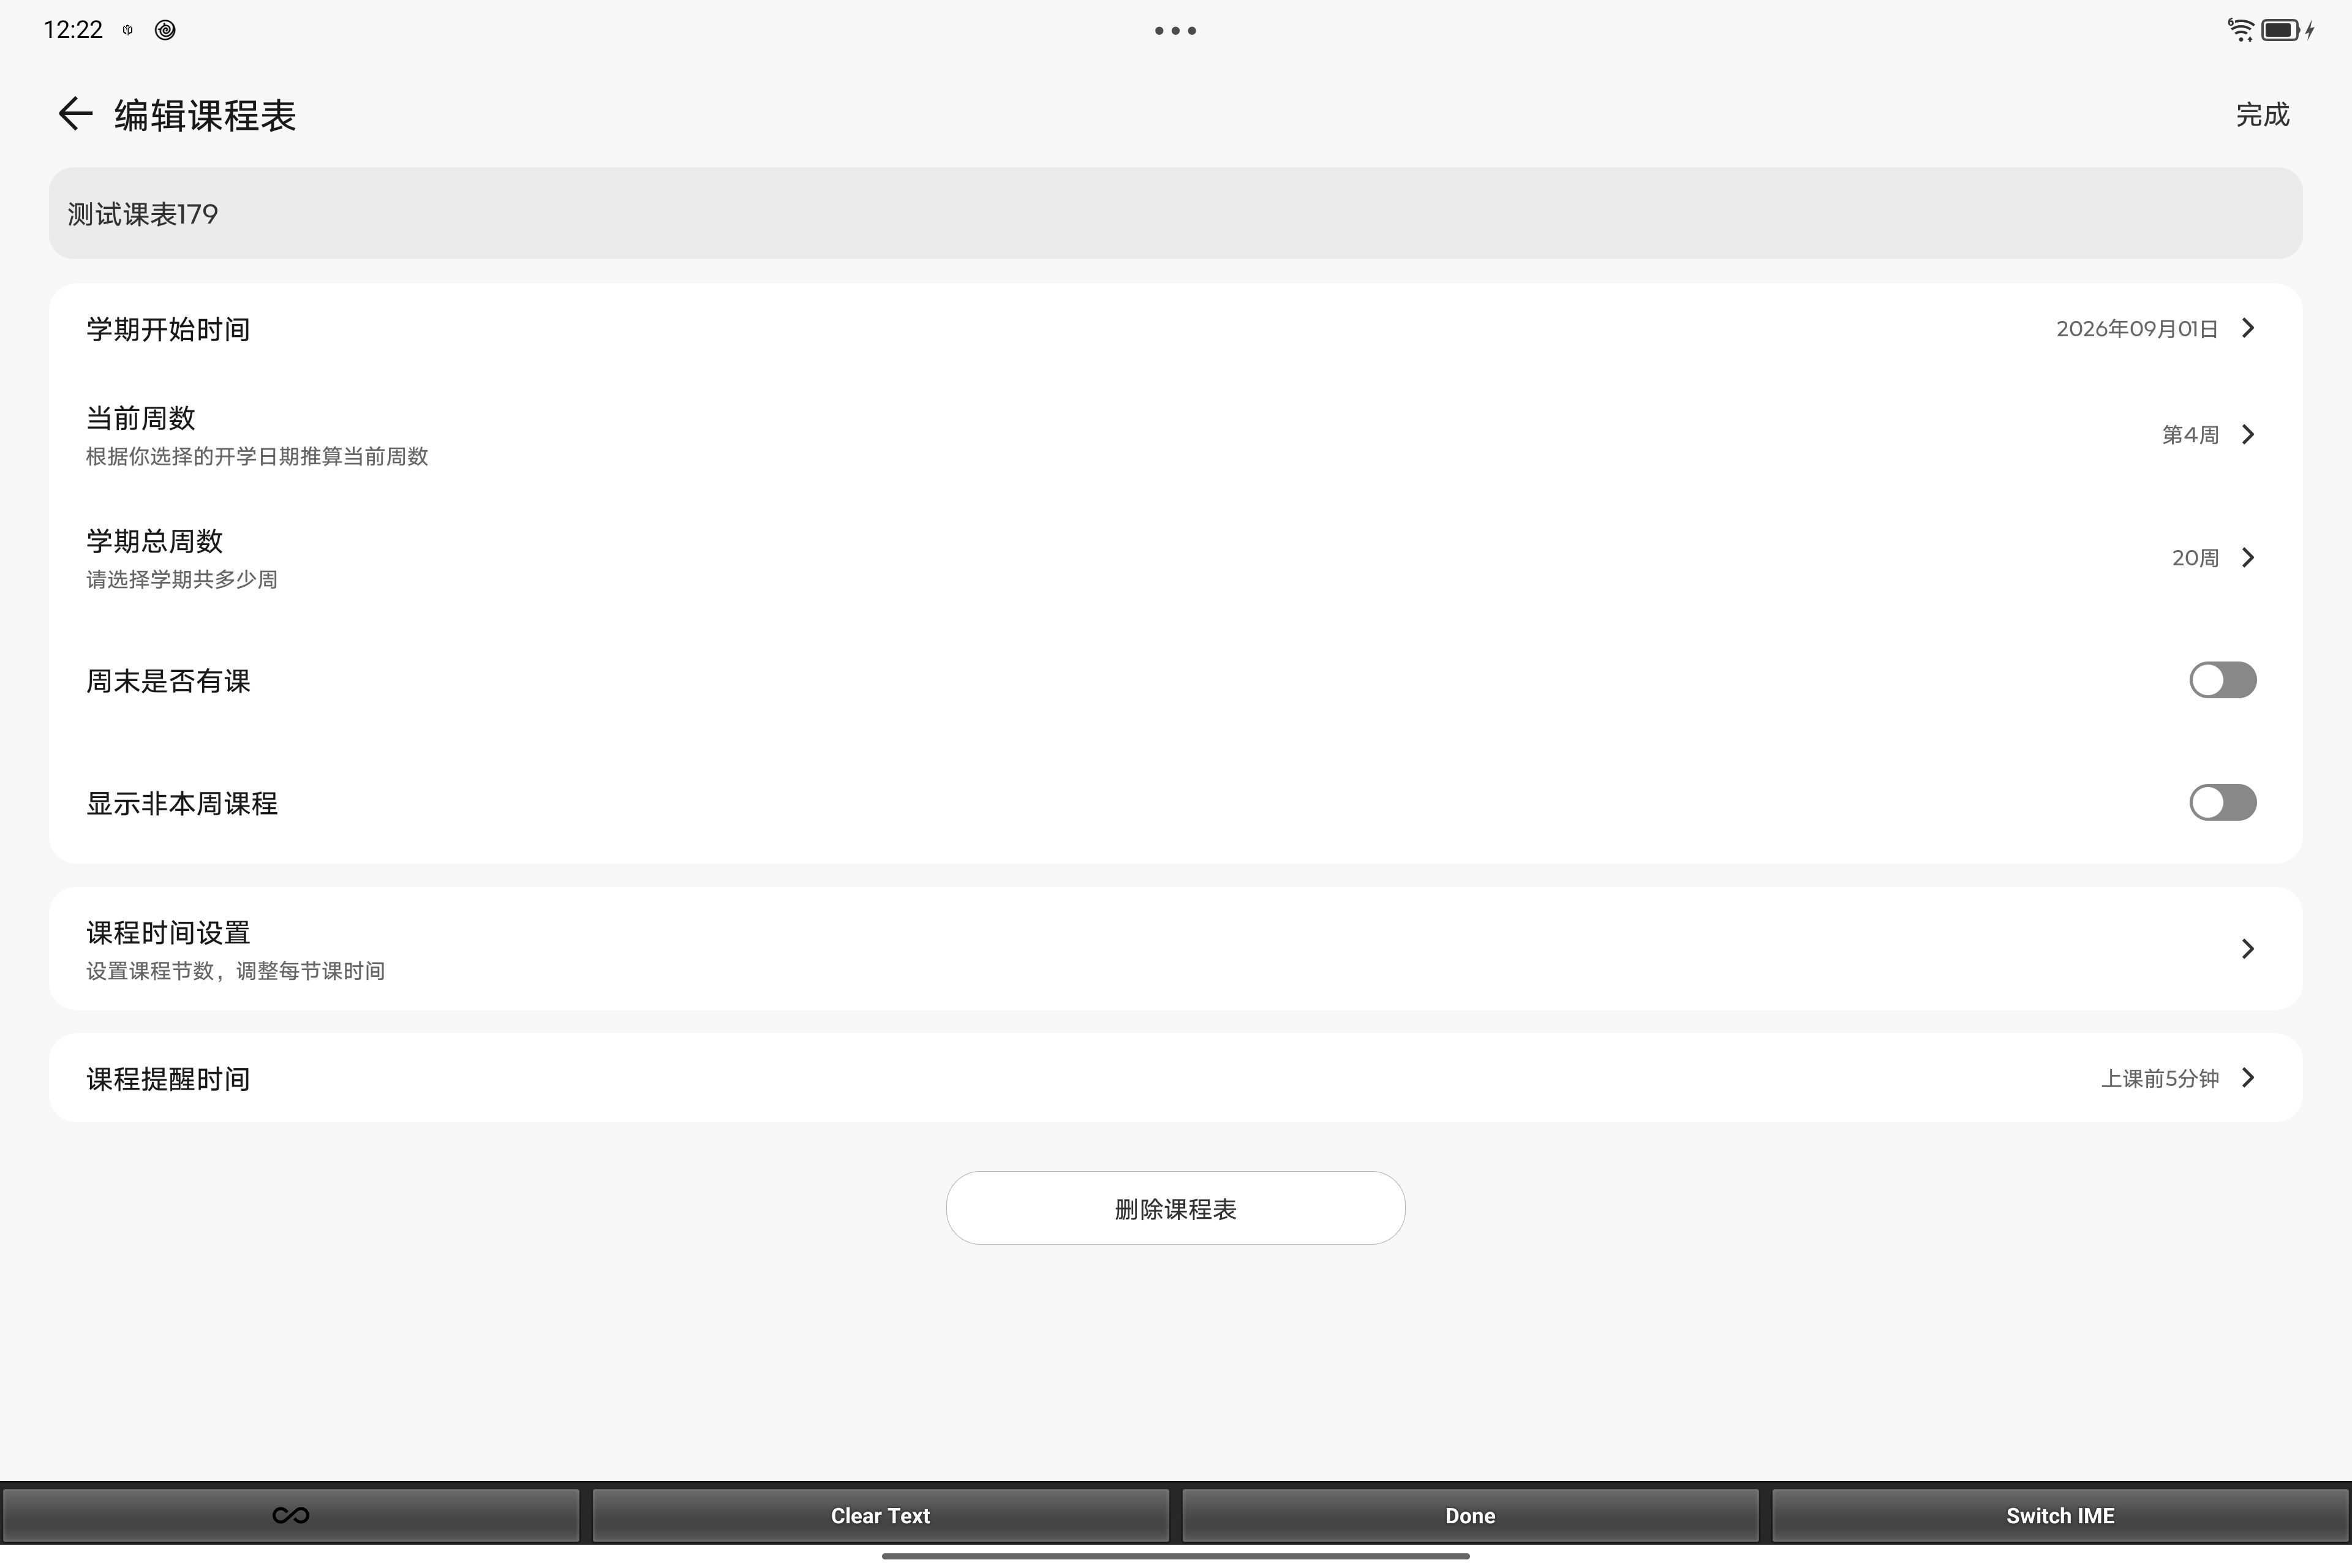 12:22
编辑课程表
完成
测试课表179
学期开始时间
2026年09月01日
当前周数
根据你选择的开学日期推算当前周数
第4周
学期总周数
请选择学期共多少周
20周
周末是否有课
显示非本周课程
课程时间设置
设置课程节数，调整每节课时间
课程提醒时间
上课前5分钟
删除课程表
Clear Text
Done
Switch IME